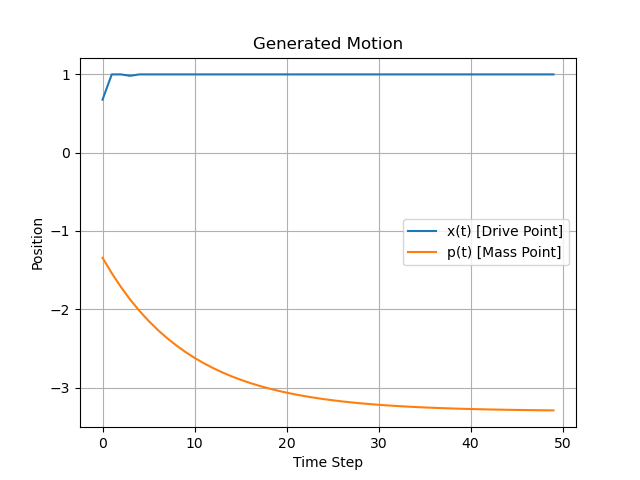 Generated Motion
1
0
−1
−2
−3
Position
x(t) [Drive Point]
p(t) [Mass Point]
0 10 20 30 40 50
Time Step